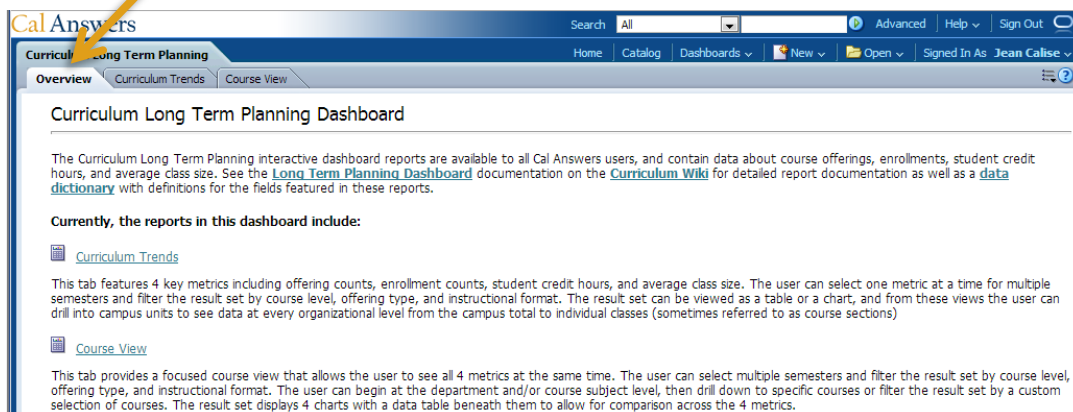 Cal Answers Search All Advanced Help Sign Out
Curriculum Long Term Planning Home Catalog Dashboards New Open Signed In As Jean Calise
Overview Curriculum Trends Course View
Curriculum Long Term Planning Dashboard
The Curriculum Long Term Planning interactive dashboard reports are available to all Cal Answers users, and contain data about course offerings, enrollments, student credit
hours, and average class size. See the Long Term Planning Dashboard documentation on the Curriculum Wiki for detailed report documentation as well as a data
dictionary with definitions for the fields featured in these reports.
Currently, the reports in this dashboard include:
Curriculum Trends
This tab features 4 key metrics including offering counts, enrollment counts, student credit hours, and average class size. The user can select one metric at a time for multiple
semesters and filter the result set by course level, offering type, and instructional format. The result set can be viewed as a table or a chart, and from these views the user can
drill into campus units to see data at every organizational level from the campus total to individual classes (sometimes referred to as course sections)
Course View
This tab provides a focused course view that allows the user to see all 4 metrics at the same time. The user can select multiple semesters and filter the result set by course level,
offering type, and instructional format. The user can begin at the department and/or course subject level, then drill down to specific courses or filter the result set by a custom
selection of courses. The result set displays 4 charts with a data table beneath them to allow for comparison across the 4 metrics.